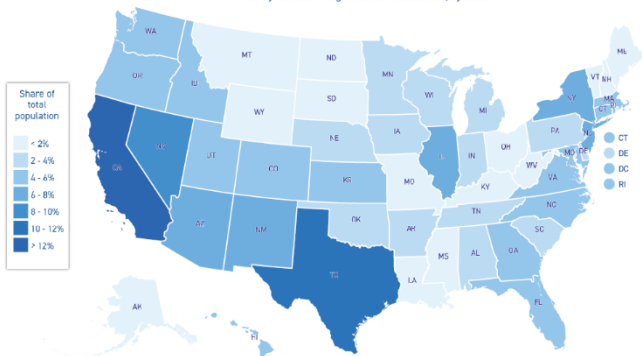 Share of
total
population
< 2%
2 - 4%
4 - 6%
6 - 8%
8 - 10%
10 - 12%
> 12%
WA
MT
ND
MN
ME
VT
NH
OR
ID
SD
WI
MI
NY
MA
CT
WY
IA
PA
NJ
NE
OH
IN
IL
NV
UT
CO
KS
MO
WV
MD
DE
VA
KY
CA
NC
TN
AZ
NM
OK
AR
SC
MS
AL
GA
TX
LA
FL
AK
HI
CT
DE
DC
RI